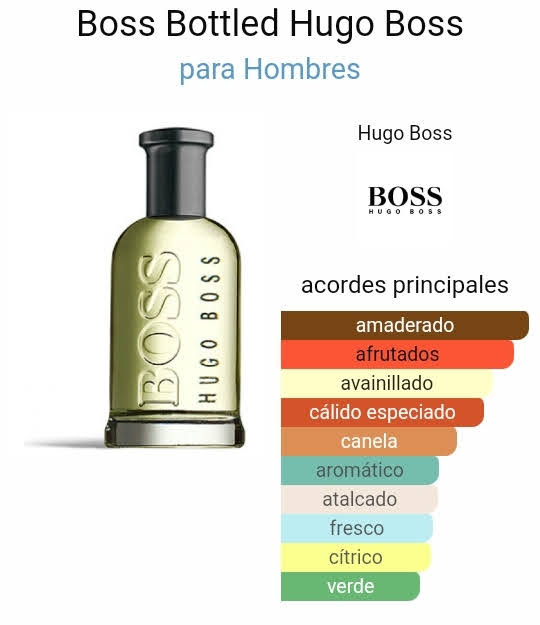 Boss Bottled Hugo Boss
para Hombres
Hugo Boss
BOSS
HUGO BOSS
BOSS
HUGO BOSS
acordes principales
amaderado
afrutados
avainillado
cálido especiado
canela
aromático
atalcado
fresco
cítrico
verde